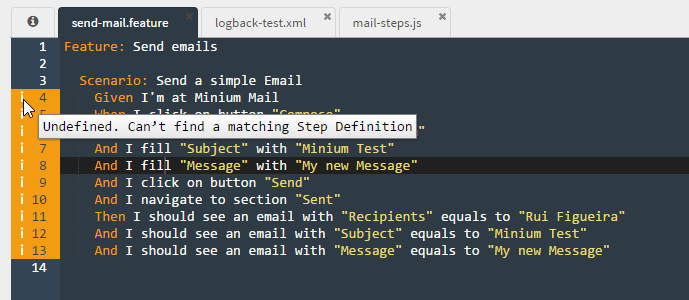 send-mail.feature logback-test.xml mail-steps.js
1 Feature: Send emails
2
3 Scenario: Send a simple Email
4 Given I'm at Minium Mail
When I click on button "Compose"
Undefined. Can't find a matching Step Definition
7 And I fill "Subject" with "Minium Test"
8 And I fill "Message" with "My new Message"
9 And I click on button "Send"
10 And I navigate to section "Sent"
11 Then I should see an email with "Recipients" equals to "Rui Figueira"
12 And I should see an email with "Subject" equals to "Minium Test"
13 And I should see an email with "Message" equals to "My new Message"
14